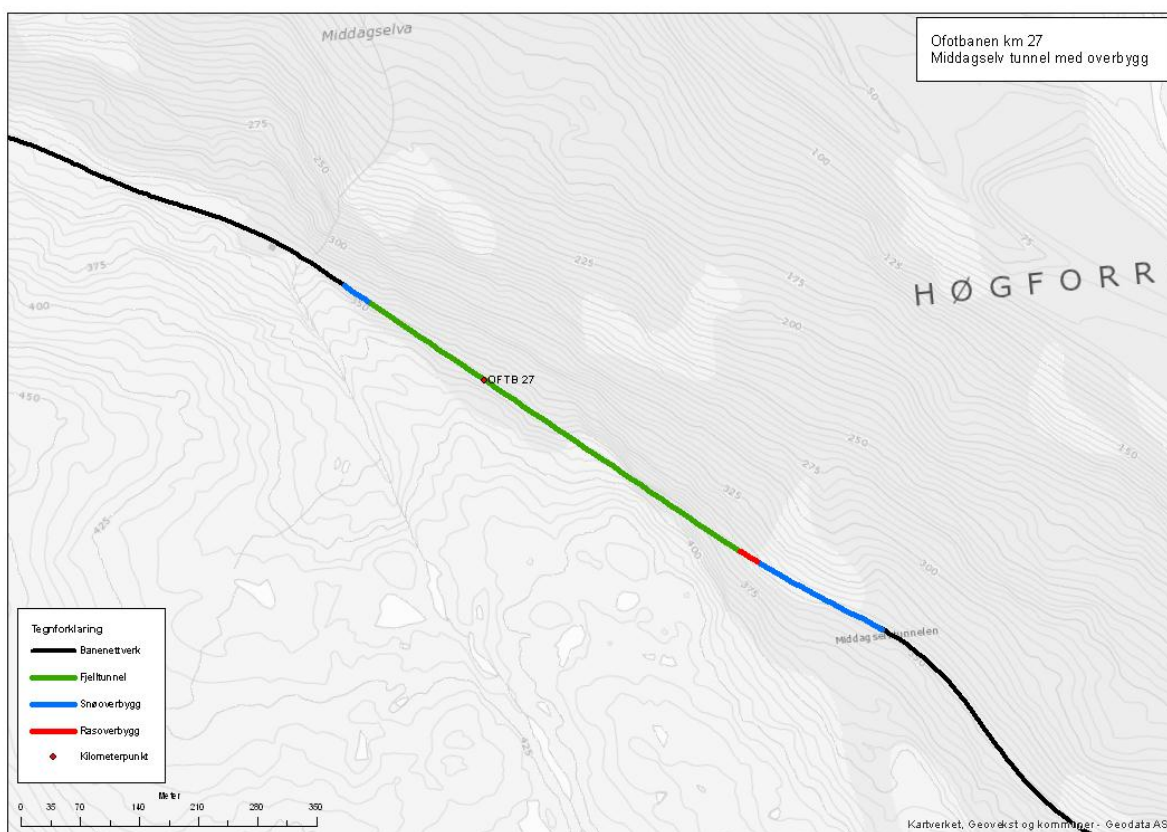 Ofotbanen km 27
Middagselv tunnel med overbygg
Middagselva
275
50
250
100
300
75
375
225
125
HØGFORR
175
400
350
200
OFTB 27
450
250
150
275
325
425
400
300
375
Middagselvtunnelen
Tegnforklaring
Banenettverk
Fjelltunnel
Snøoverbygg
Rasoverbygg
Kilometerpunkt
425
Meter
0 35 70 140 210 280 350
Kartverket, Geovekst og kommuner - Geodata AS